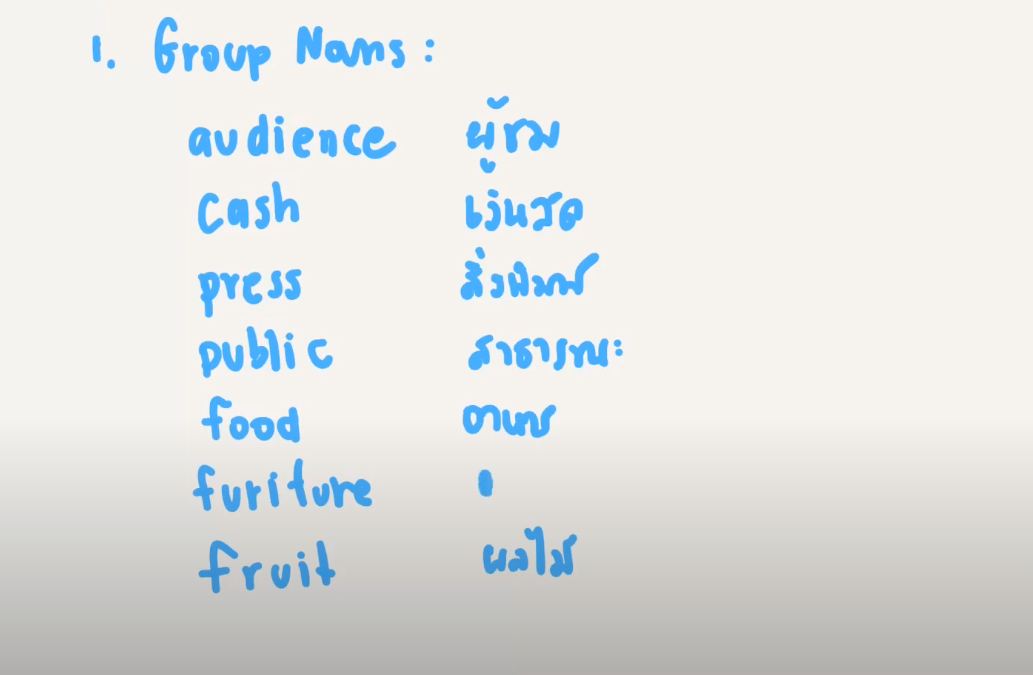 1. Group Nams :
audience ผู้ชม
cash เงินสด
press สิ่งพิมพ์
public สาธารณะ
food อาหาร
furiture
fruit ผลไม้